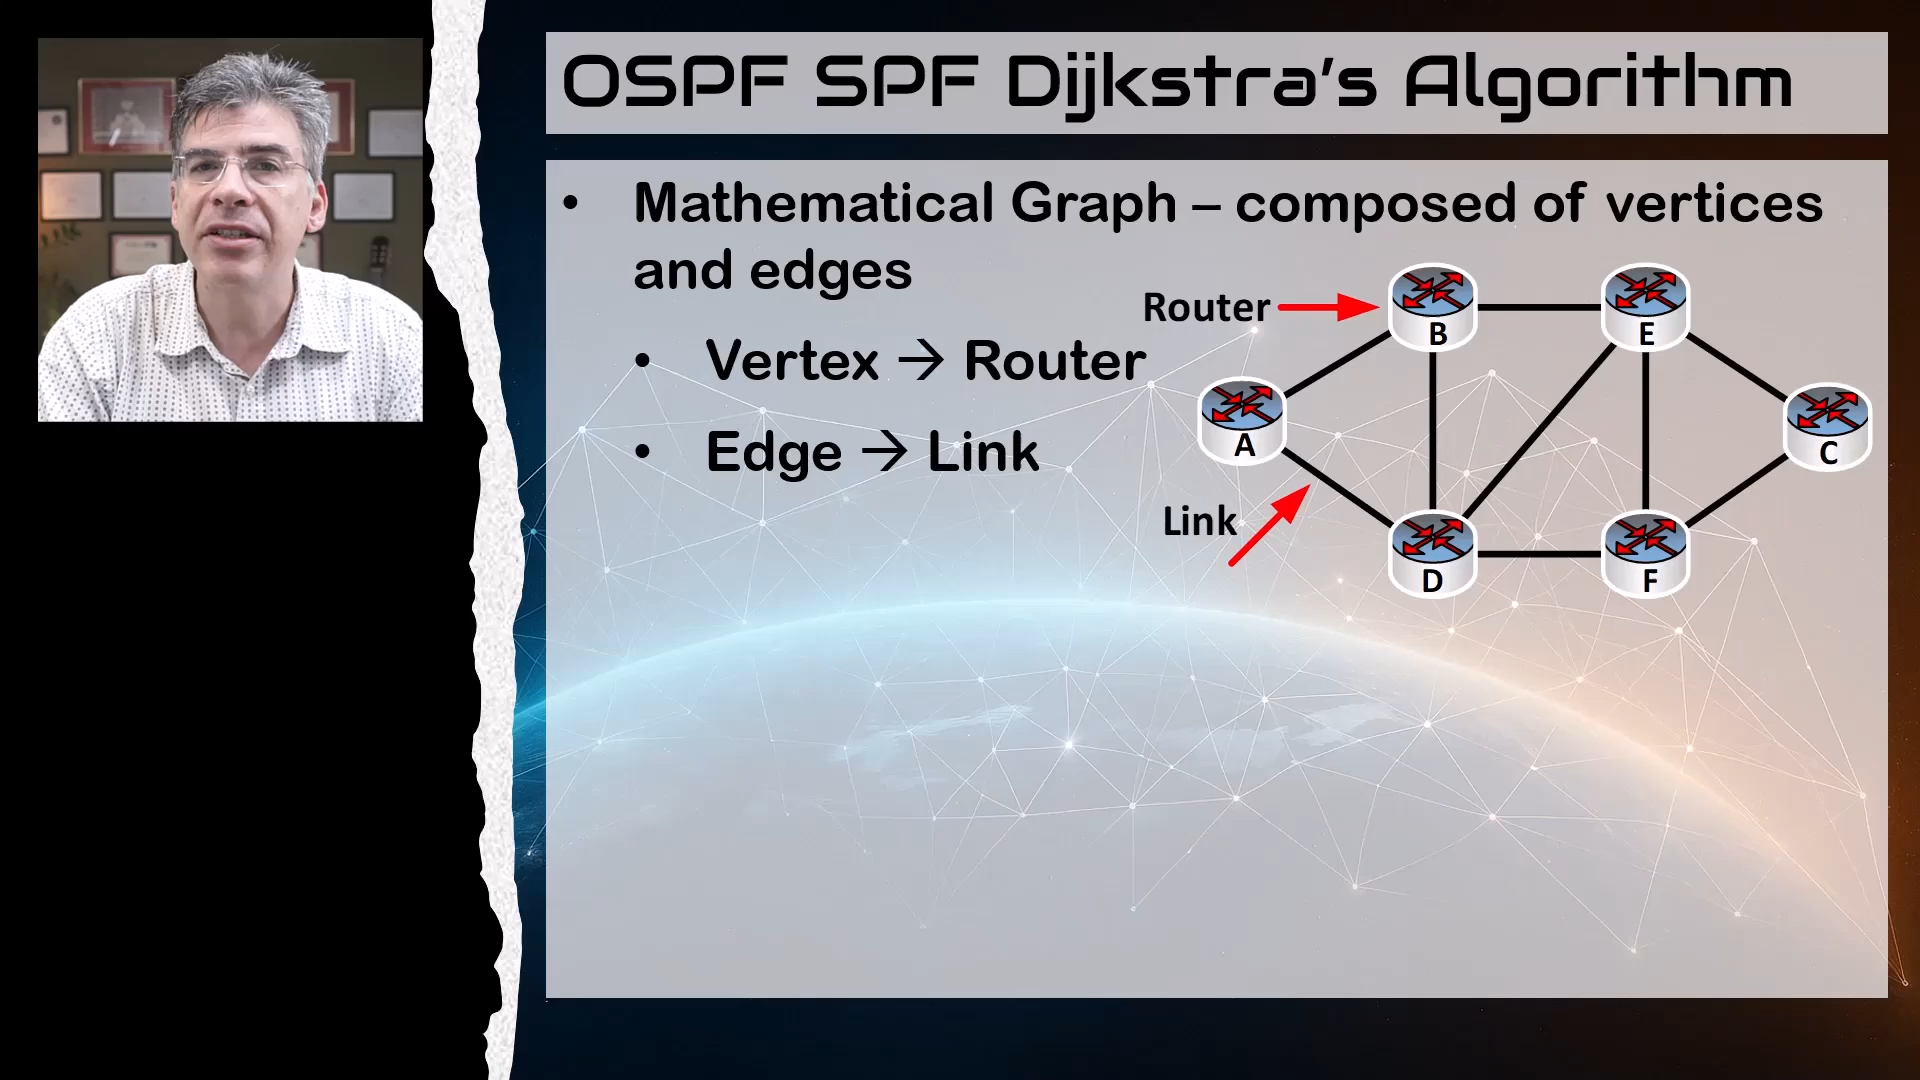 OSPF SPF Dijkstra's Algorithm
• Mathematical Graph – composed of vertices
and edges
• Vertex → Router
• Edge → Link
Router
B
E
A
C
Link
D
F